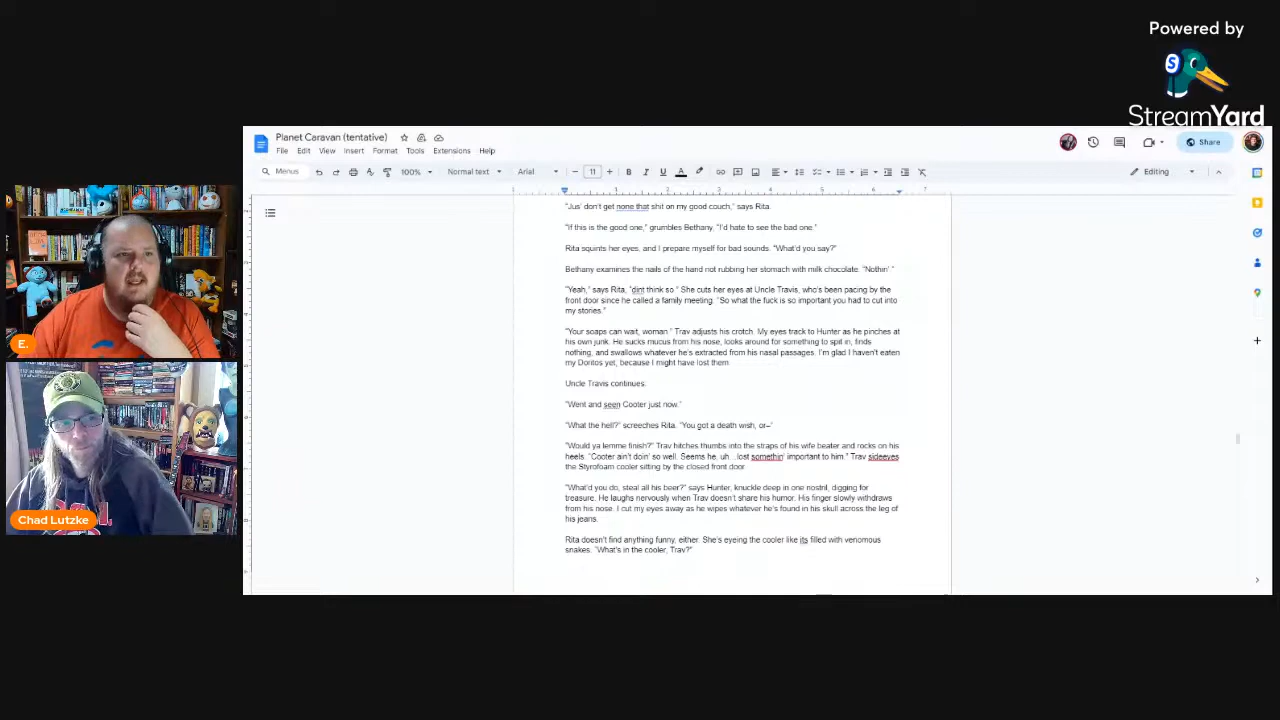 Powered by
S
StreamYard
Planet Caravan (tentative)
File Edit View Insert Format Tools Extensions Help
Share
Menus 100% Normal text Arial 11 Editing
1 1 2 3 4 5 6 7
"Jus' don't get none that shit on my good couch," says Rita.
"If this is the good one," grumbles Bethany. "I'd hate to see the bad one."
Rita squints her eyes, and I prepare myself for bad sounds. "What'd you say?"
Bethany examines the nails of the hand not rubbing her stomach with milk chocolate. "Nothin'."
"Yeah," says Rita, "dint think so." She cuts her eyes at Uncle Travis, who's been pacing by the
front door since he called a family meeting. "So what the fuck is so important you had to cut into
my stories."
"Your soaps can wait, woman." Trav adjusts his crotch. My eyes track to Hunter as he pinches at
his own junk. He sucks mucus from his nose, looks around for something to spit in, finds
nothing, and swallows whatever he's extracted from his nasal passages. I'm glad I haven't eaten
my Doritos yet, because I might have lost them.
Uncle Travis continues.
"Went and seen Cooter just now."
"What the hell?" screeches Rita. "You got a death wish, or–"
"Would ya lemme finish?" Trav hitches thumbs into the straps of his wife beater and rocks on his
heels. "Cooter ain't doin' so well. Seems he, uh…lost somethin' important to him." Trav sideeyes
the Styrofoam cooler sitting by the closed front door.
"What'd you do, steal all his beer?" says Hunter, knuckle deep in one nostril, digging for
treasure. He laughs nervously when Trav doesn't share his humor. His finger slowly withdraws
from his nose. I cut my eyes away as he wipes whatever he's found in his skull across the leg of
his jeans.
Rita doesn't find anything funny, either. She's eyeing the cooler like its filled with venomous
snakes. "What's in the cooler, Trav?"
E.
Chad Lutzke